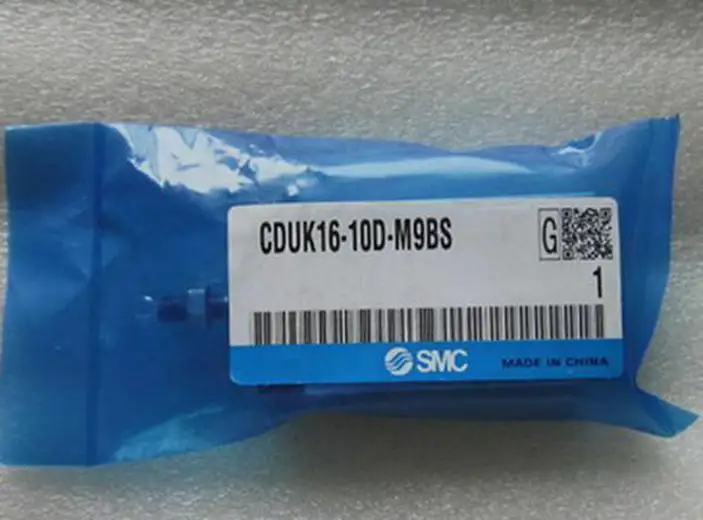 CDUK16-10D-M9BS
G
1
SMC
MADE IN CHINA